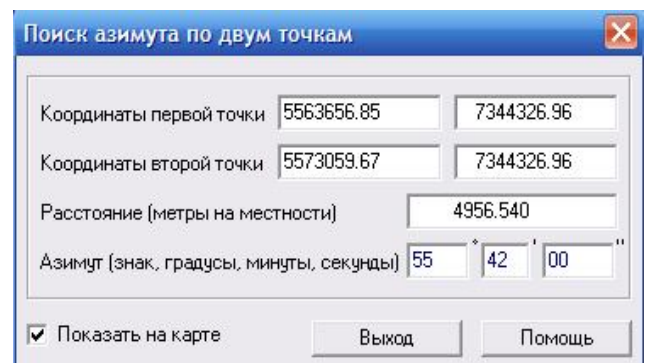 Поиск азимута по двум точкам
Координаты первой точки 5563656.85 7344326.96
Координаты второй точки 5573059.67 7344326.96
Расстояние (метры на местности) 4956.540
Азимут (знак, градусы, минуты, секунды) 55 ° 42 ' 00 "
Показать на карте Выход Помощь